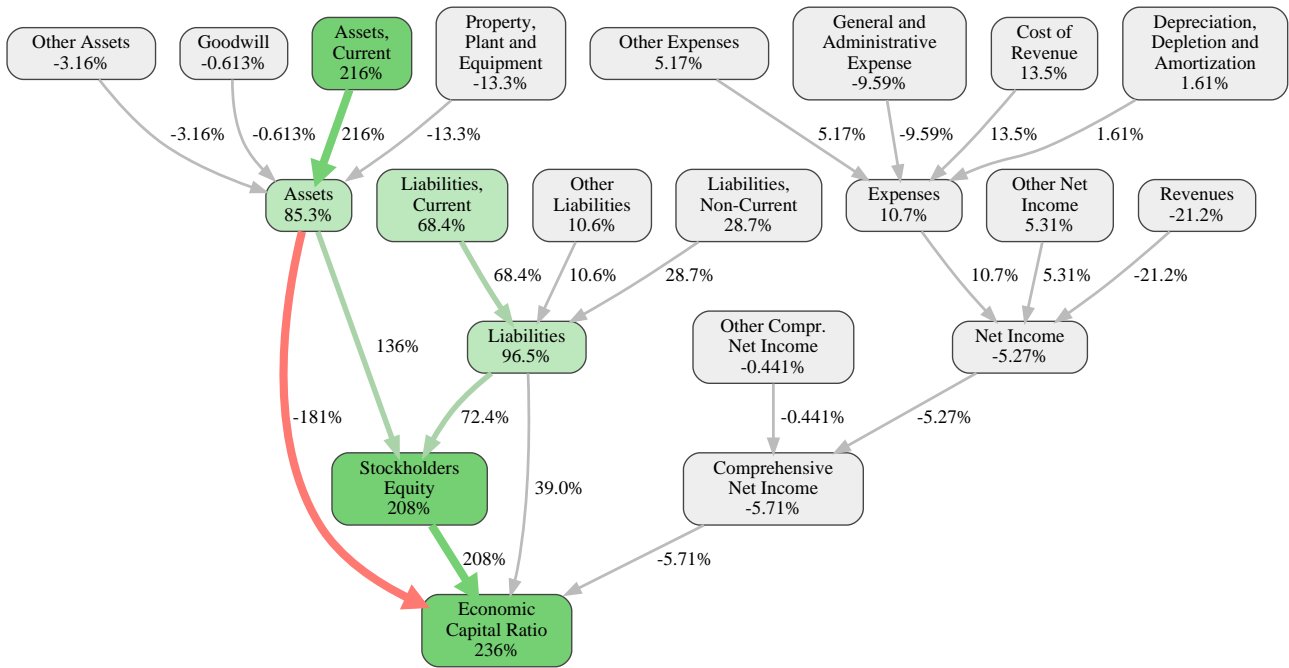 Other Assets
-3.16%
Goodwill
-0.613%
Assets,
Current
216%
Property,
Plant and
Equipment
-13.3%
Other Expenses
5.17%
General and
Administrative
Expense
-9.59%
Cost of
Revenue
13.5%
Depreciation,
Depletion and
Amortization
1.61%
-3.16%
-0.613%
216%
-13.3%
5.17%
-9.59%
13.5%
1.61%
Assets
85.3%
Liabilities,
Current
68.4%
Other
Liabilities
10.6%
Liabilities,
Non-Current
28.7%
Expenses
10.7%
Other Net
Income
5.31%
Revenues
-21.2%
68.4%
10.6%
28.7%
10.7%
5.31%
-21.2%
136%
Liabilities
96.5%
Other Compr.
Net Income
-0.441%
Net Income
-5.27%
-181%
72.4%
-0.441%
-5.27%
Stockholders
Equity
208%
39.0%
Comprehensive
Net Income
-5.71%
208%
-5.71%
Economic
Capital Ratio
236%